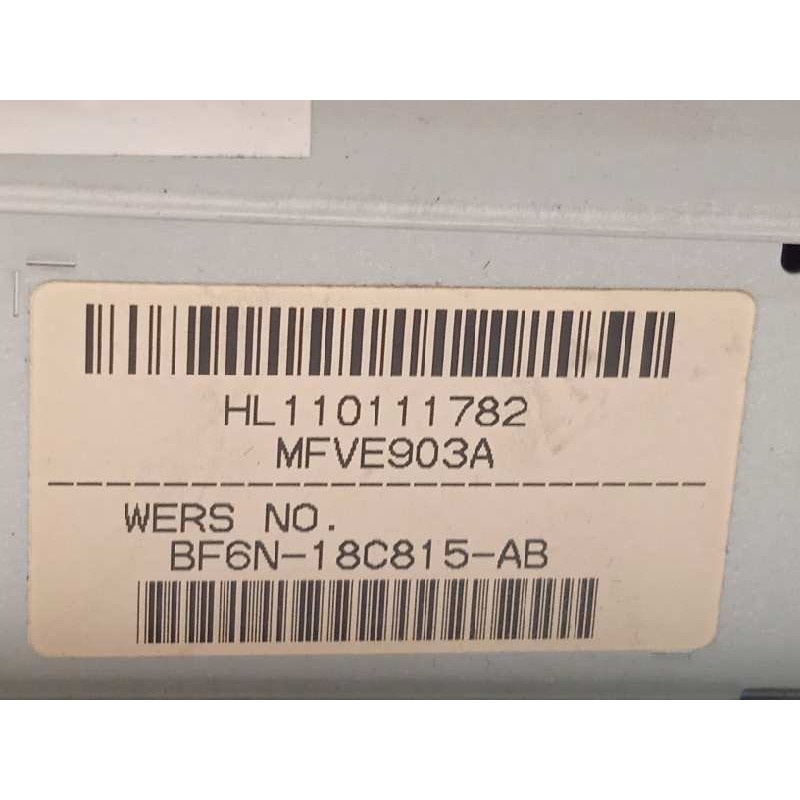 HL110111782
MFVE903A
WERS NO.
BF6N-18C815-AB